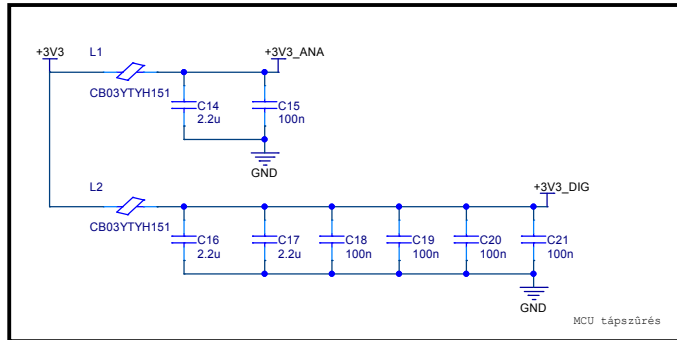 +3V3
L1
+3V3_ANA
CB03YTYH151
C14
2.2u
C15
100n
GND
L2
+3V3_DIG
CB03YTYH151
C16
2.2u
C17
2.2u
C18
100n
C19
100n
C20
100n
C21
100n
GND
MCU tápszűrés